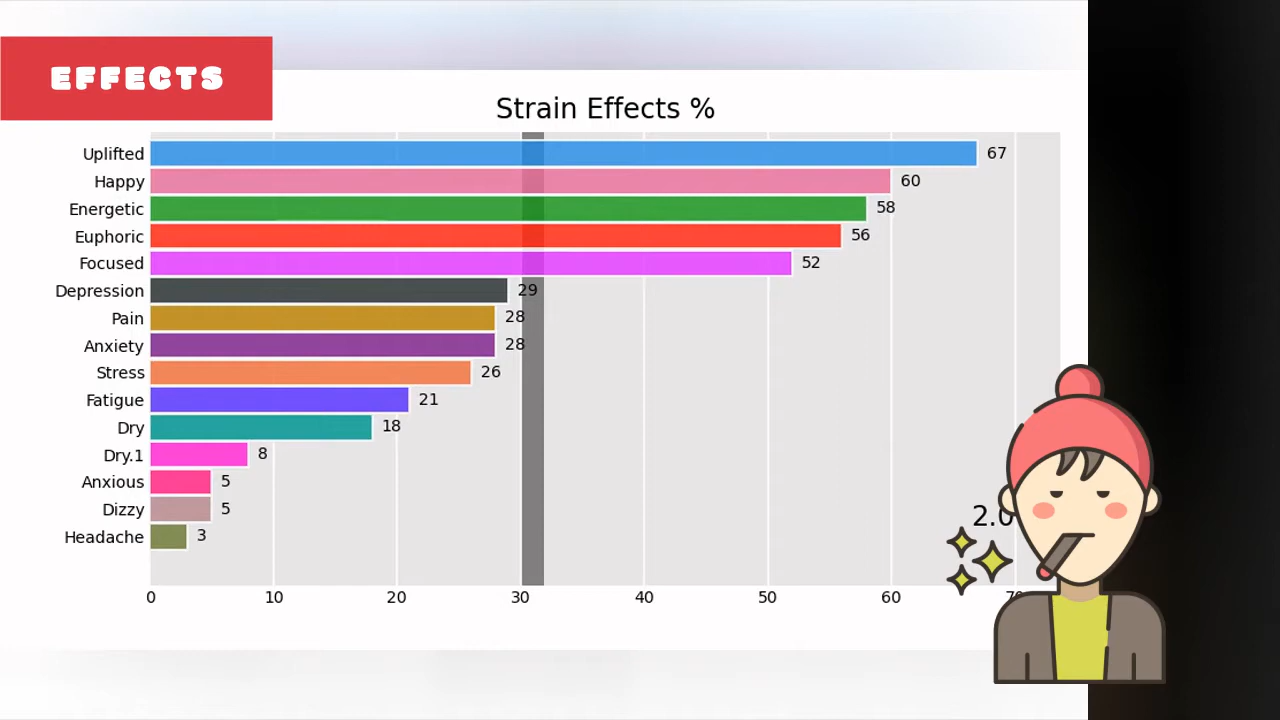 EFFECTS
Strain Effects %
Uplifted 67
Happy 60
Energetic 58
Euphoric 56
Focused 52
Depression 29
Pain 28
Anxiety 28
Stress 26
Fatigue 21
Dry 18
Dry.1 8
Anxious 5
Dizzy 5
Headache 3
2.0
0 10 20 30 40 50 60